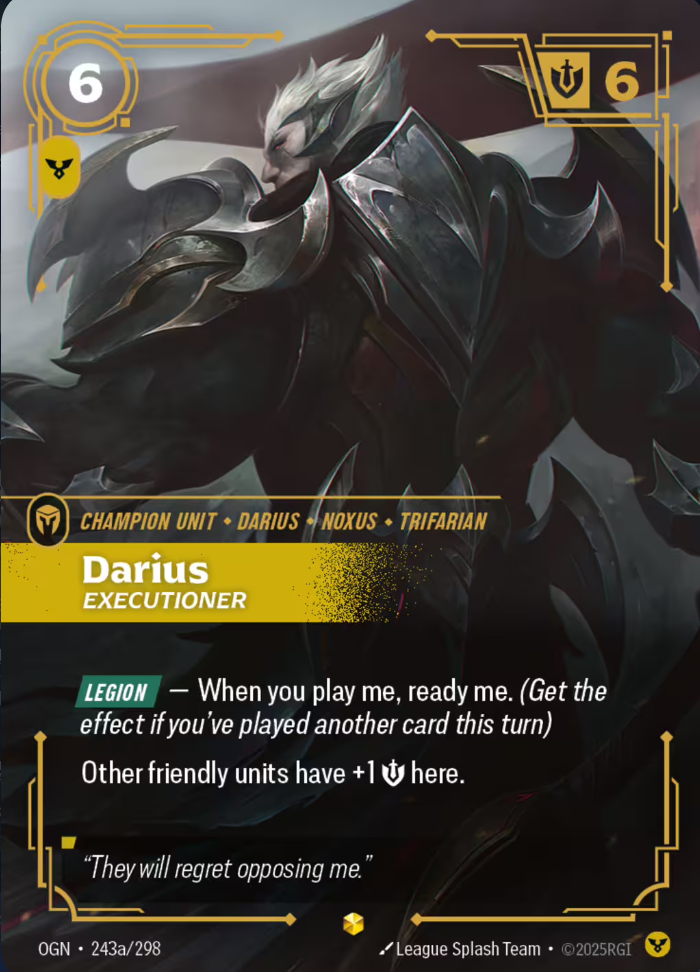 6
6
CHAMPION UNIT • DARIUS • NOXUS • TRIFARIAN
Darius
EXECUTIONER
LEGION — When you play me, ready me. (Get the
effect if you've played another card this turn)
Other friendly units have +1 here.
“They will regret opposing me.”
OGN • 243a/298 League Splash Team • ©2025RGI